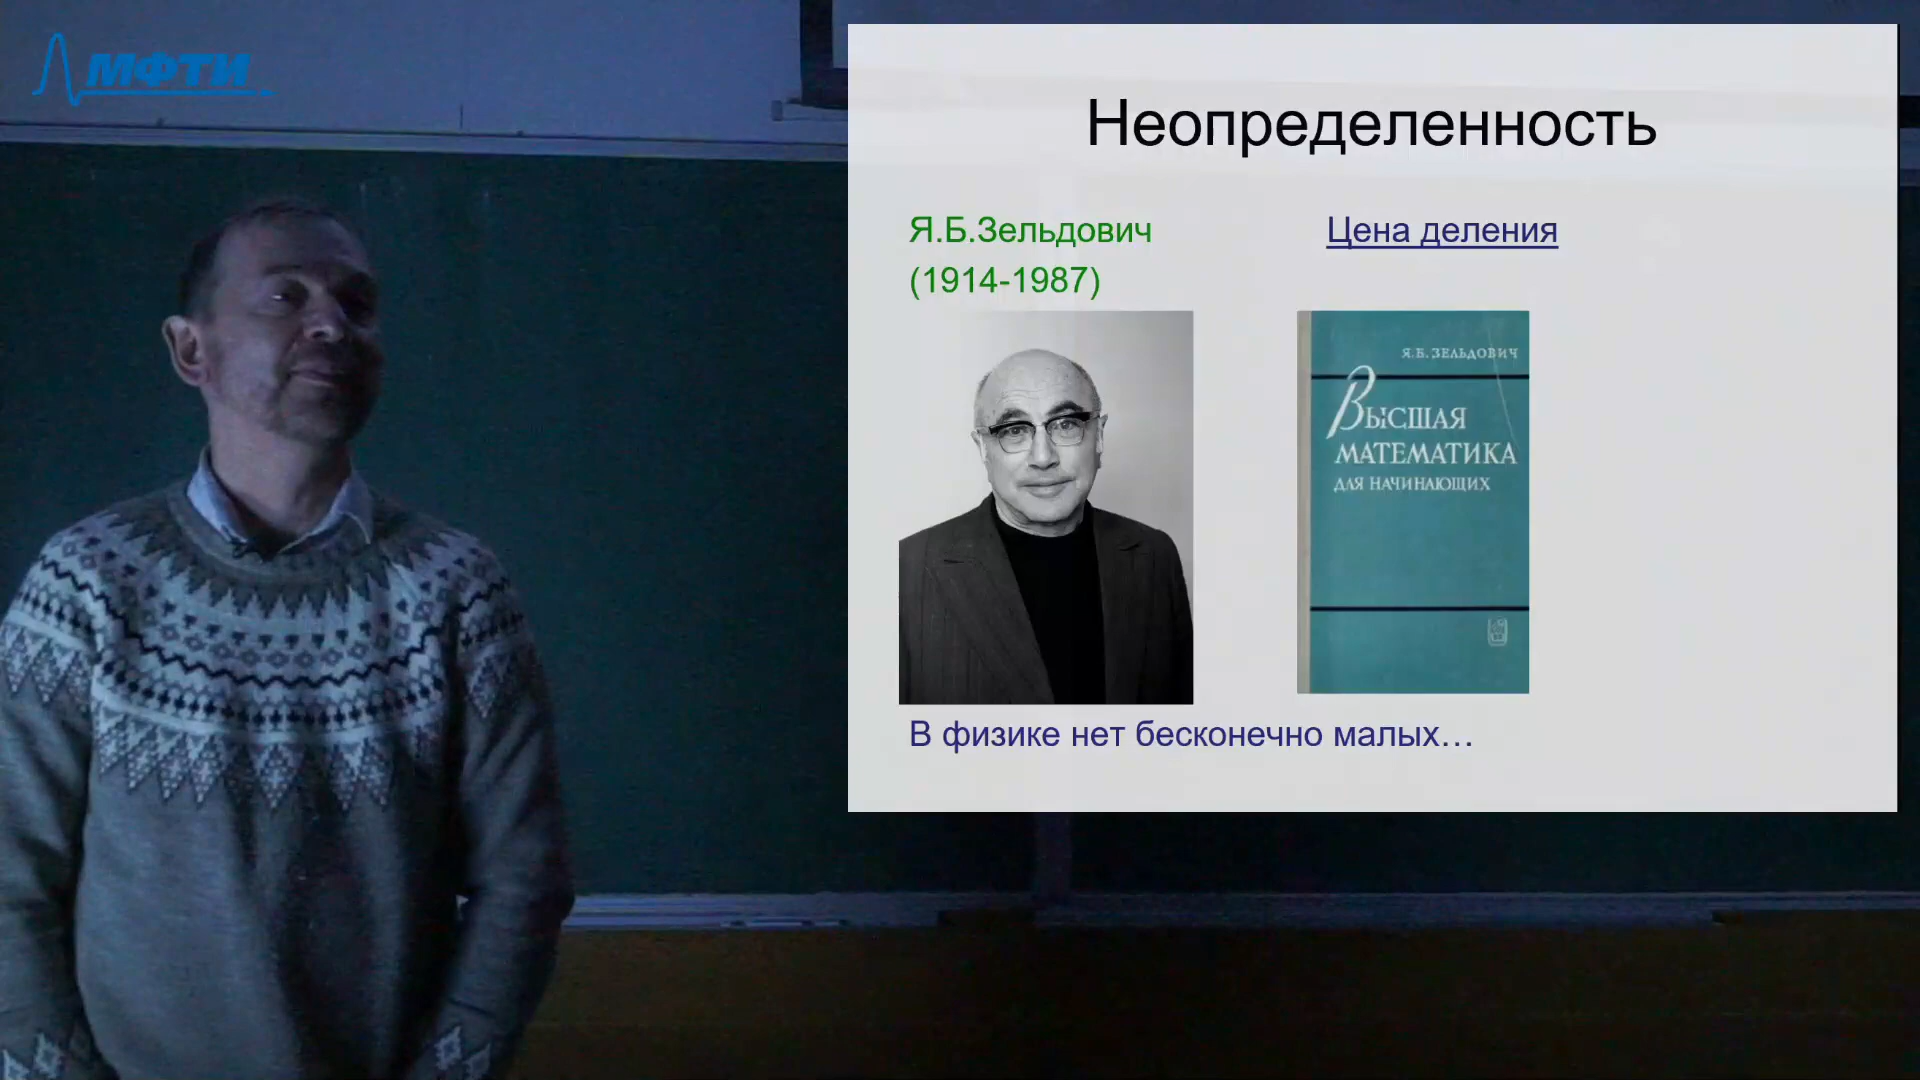 МФТИ
Неопределенность
Я.Б.Зельдович
(1914-1987)
Цена деления
Я.Б. ЗЕЛЬДОВИЧ
ВЫСШАЯ
МАТЕМАТИКА
ДЛЯ НАЧИНАЮЩИХ
В физике нет бесконечно малых…